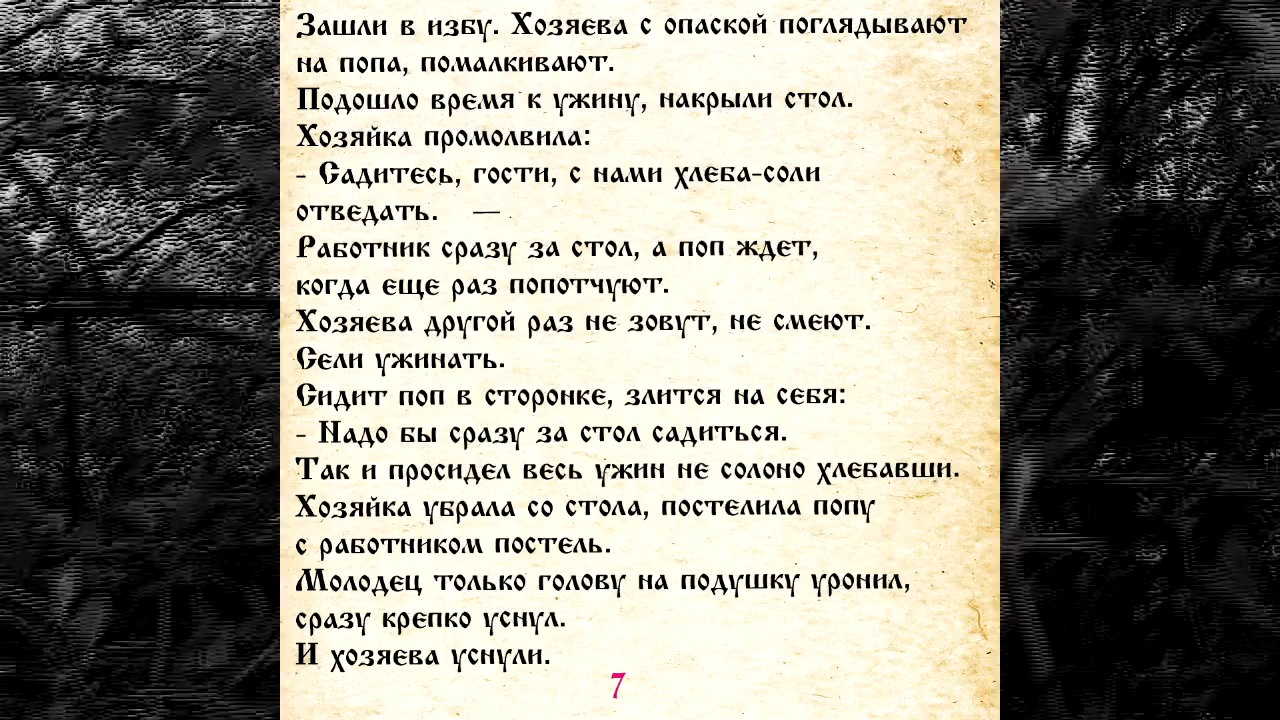 Зашли в избу. Хозяева с опаской поглядывают
на попа, помалкивают.
Подошло время к ужину, накрыли стол.
Хозяйка промолвила:
- Садитесь, гости, с нами хлеба-соли
отведать. —
Работник сразу за стол, а поп ждет,
когда еще раз попотчуют.
Хозяева другой раз не зовут, не смеют.
Сели ужинать.
Сидит поп в сторонке, злится на себя:
- Надо бы сразу за стол садиться.
Так и просидел весь ужин не солоно хлебавши.
Хозяйка убрала со стола, постелила попу
с работником постель.
Молодец только голову на подушку уронил,
сразу крепко уснул.
И хозяева уснули.
7